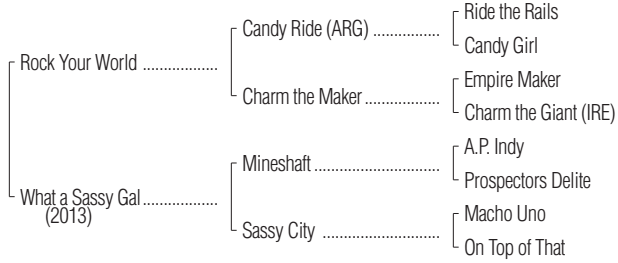 Ride the Rails
Candy Ride (ARG) .................
Candy Girl
Rock Your World ...................
Empire Maker
Charm the Maker ...................
Charm the Giant (IRE)
A.P. Indy
Mineshaft ................................
Prospectors Delite
What a Sassy Gal ...................
(2013)
Macho Uno
Sassy City ..............................
On Top of That